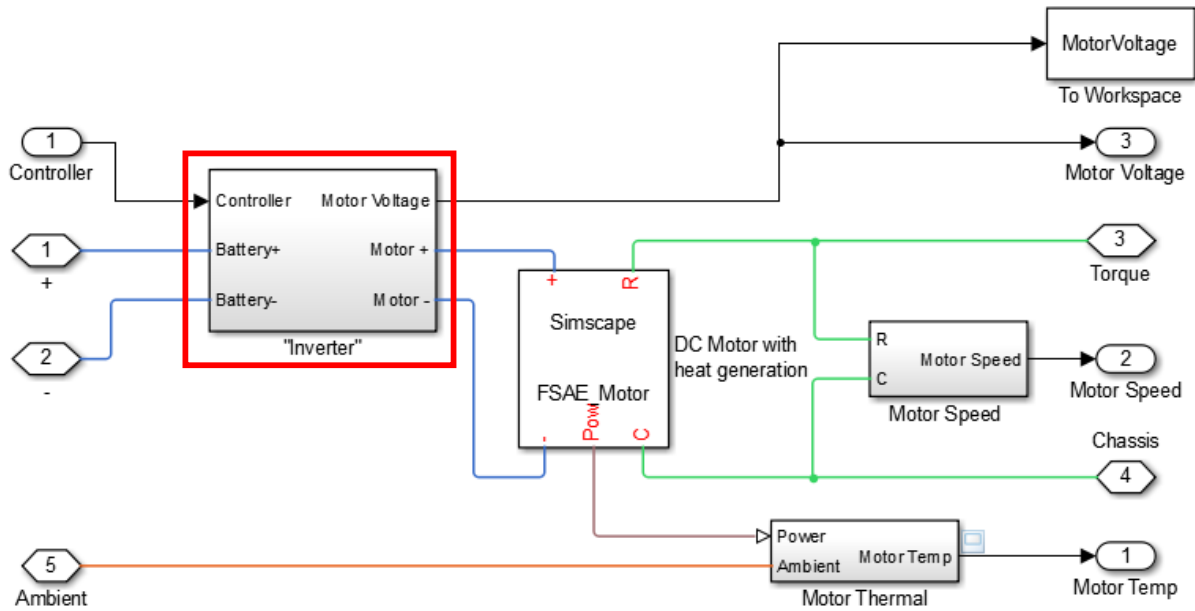 MotorVoltage
To Workspace
1
Controller
3
Motor Voltage
Controller
Motor Voltage
Battery+
Motor +
Battery-
Motor -
"Inverter"
1
+
2
-
+
R
Simscape
FSAE_Motor
-
Pow
C
DC Motor with
heat generation
3
Torque
R
C
Motor Speed
Motor Speed
2
Motor Speed
Chassis
4
5
Ambient
Power
Ambient
Motor Temp
Motor Thermal
1
Motor Temp